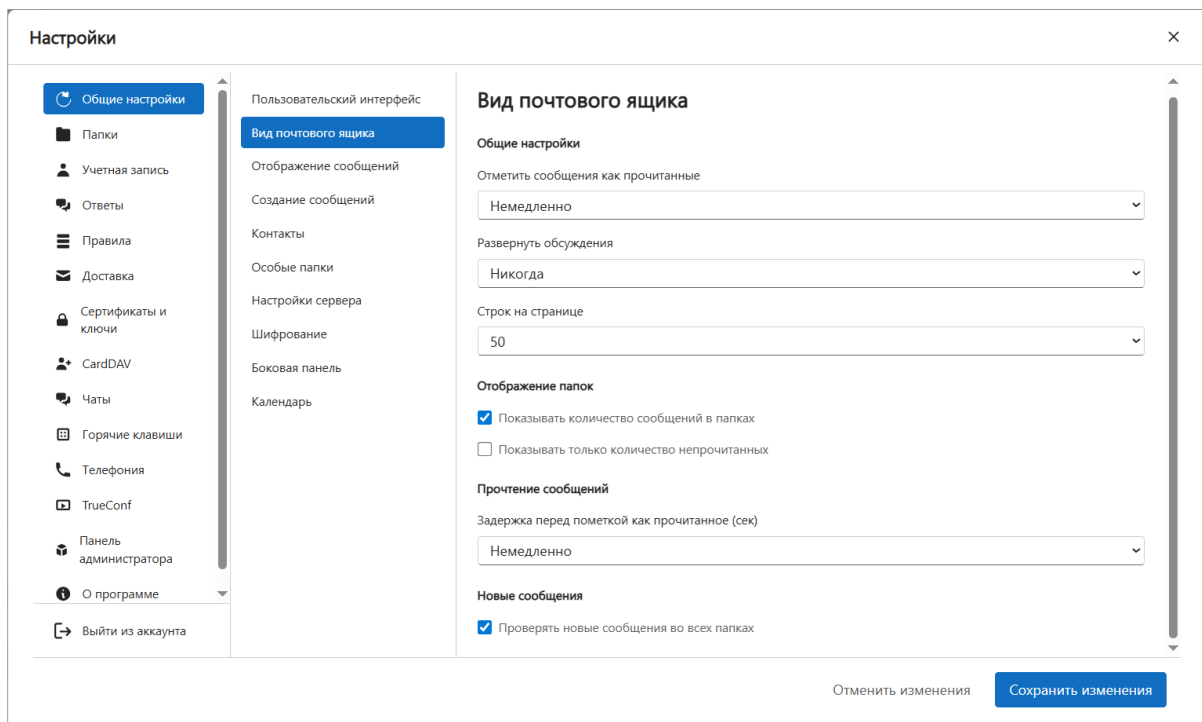 Настройки
Общие настройки
Папки
Учетная запись
Ответы
Правила
Доставка
Сертификаты и
ключи
CardDAV
Чаты
Горячие клавиши
Телефония
TrueConf
Панель
администратора
О программе
Выйти из аккаунта
Пользовательский интерфейс
Вид почтового ящика
Отображение сообщений
Создание сообщений
Контакты
Особые папки
Настройки сервера
Шифрование
Боковая панель
Календарь
Вид почтового ящика
Общие настройки
Отметить сообщения как прочитанные
Немедленно
Развернуть обсуждения
Никогда
Строк на странице
50
Отображение папок
Показывать количество сообщений в папках
Показывать только количество непрочитанных
Прочтение сообщений
Задержка перед пометкой как прочитанное (сек)
Немедленно
Новые сообщения
Проверять новые сообщения во всех папках
Отменить изменения
Сохранить изменения